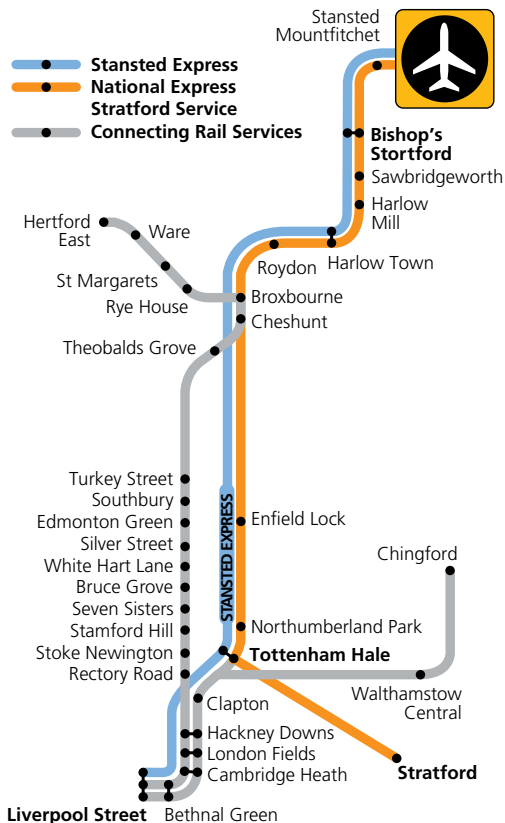 Stansted
Mountfitchet
Stansted Express
National Express
Stratford Service
Connecting Rail Services
Bishop's
Stortford
Sawbridgeworth
Harlow
Mill
Hertford
East
Ware
Roydon
Harlow Town
St Margarets
Rye House
Broxbourne
Cheshunt
Theobalds Grove
Turkey Street
Southbury
Edmonton Green
Silver Street
White Hart Lane
Bruce Grove
Seven Sisters
Stamford Hill
Stoke Newington
Rectory Road
STANSTED EXPRESS
Enfield Lock
Chingford
Northumberland Park
Tottenham Hale
Walthamstow
Central
Clapton
Hackney Downs
London Fields
Cambridge Heath
Stratford
Liverpool Street
Bethnal Green